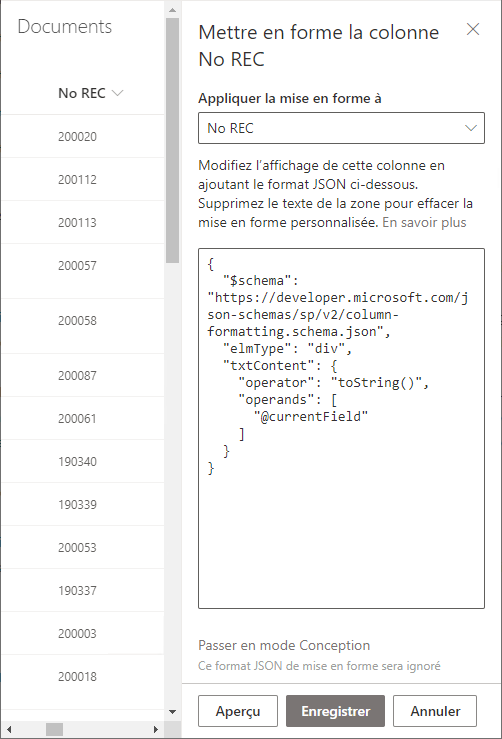 Documents
No REC
200020
200112
200113
200057
200058
200087
200061
190340
190339
200053
190337
200003
200018
Mettre en forme la colonne
No REC
Appliquer la mise en forme à
No REC
Modifiez l'affichage de cette colonne en
ajoutant le format JSON ci-dessous.
Supprimez le texte de la zone pour effacer la
mise en forme personnalisée. En savoir plus
{
  "$schema":
"https://developer.microsoft.com/j
son-schemas/sp/v2/column-
formatting.schema.json",
  "elmType": "div",
  "txtContent": {
    "operator": "toString()",
    "operands": [
      "@currentField"
    ]
  }
}
Passer en mode Conception
Ce format JSON de mise en forme sera ignoré
Aperçu
Enregistrer
Annuler